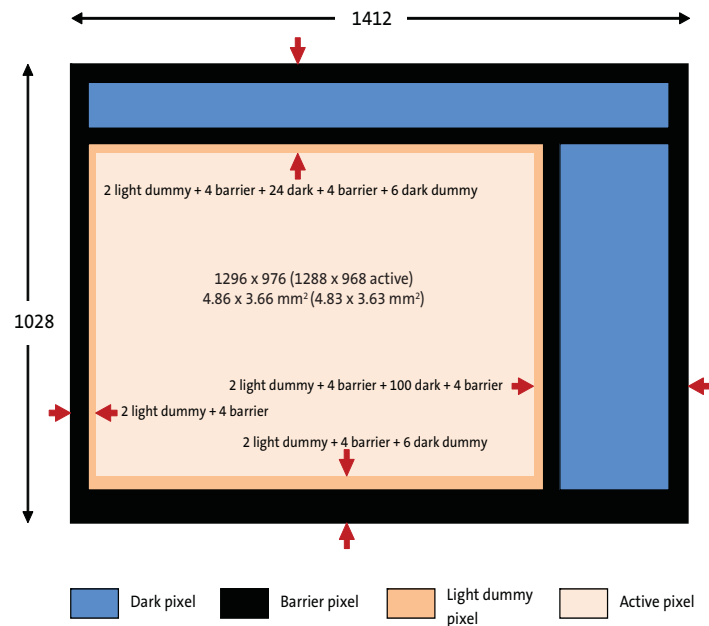 1412
2 light dummy + 4 barrier + 24 dark + 4 barrier + 6 dark dummy
1296 x 976 (1288 x 968 active)
4.86 x 3.66 mm² (4.83 x 3.63 mm²)
1028
2 light dummy + 4 barrier + 100 dark + 4 barrier
2 light dummy + 4 barrier
2 light dummy + 4 barrier + 6 dark dummy
Dark pixel
Barrier pixel
Light dummy
pixel
Active pixel